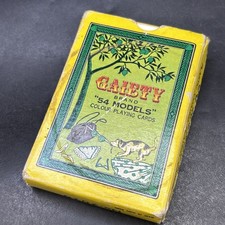 GAIETY
BRAND
"54 MODELS"
COLOUR PLAYING CARDS